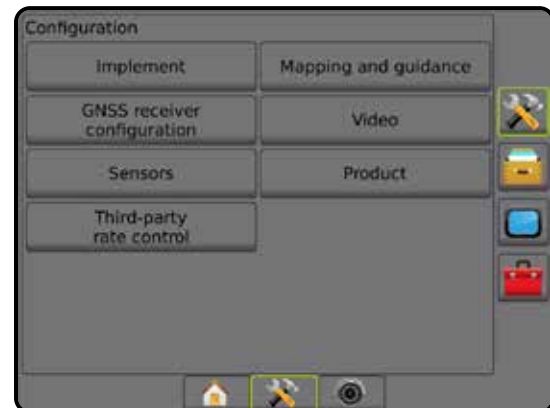 Configuration
Implement
Mapping and guidance
GNSS receiver
configuration
Video
Sensors
Product
Third-party
rate control